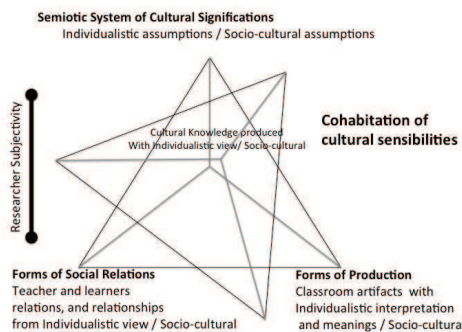 Semiotic System of Cultural Significations
Individualistic assumptions / Socio-cultural assumptions
Cultural Knowledge produced
With Individualistic view/ Socio-cultural
Cohabitation of
cultural sensibilities
Researcher Subjectivity
Forms of Social Relations
Teacher and learners
relations, and relationships
from Individualistic view / Socio-cultural
Forms of Production
Classroom artifacts with
Individualistic interpretation
and meanings / Socio-cultura